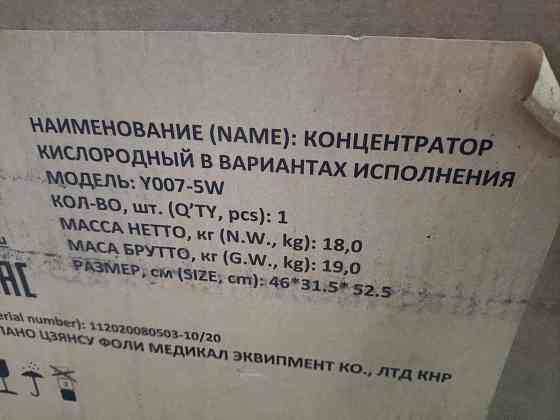 НАИМЕНОВАНИЕ (NAME): КОНЦЕНТРАТОР
КИСЛОРОДНЫЙ В ВАРИАНТАХ ИСПОЛНЕНИЯ
МОДЕЛЬ: Y007-5W
КОЛ-ВО, шт. (Q'TY, pcs): 1
МАССА НЕТТО, кг (N.W., kg): 18,0
МАСА БРУТТО, кг (G.W., kg): 19,0
РАЗМЕР, см (SIZE, cm): 46*31.5* 52.5
erial number): 112020080503-10/20
ЛАНО ЦЗЯНСУ ФОЛИ МЕДИКАЛ ЭКВИПМЕНТ КО., ЛТД КНР